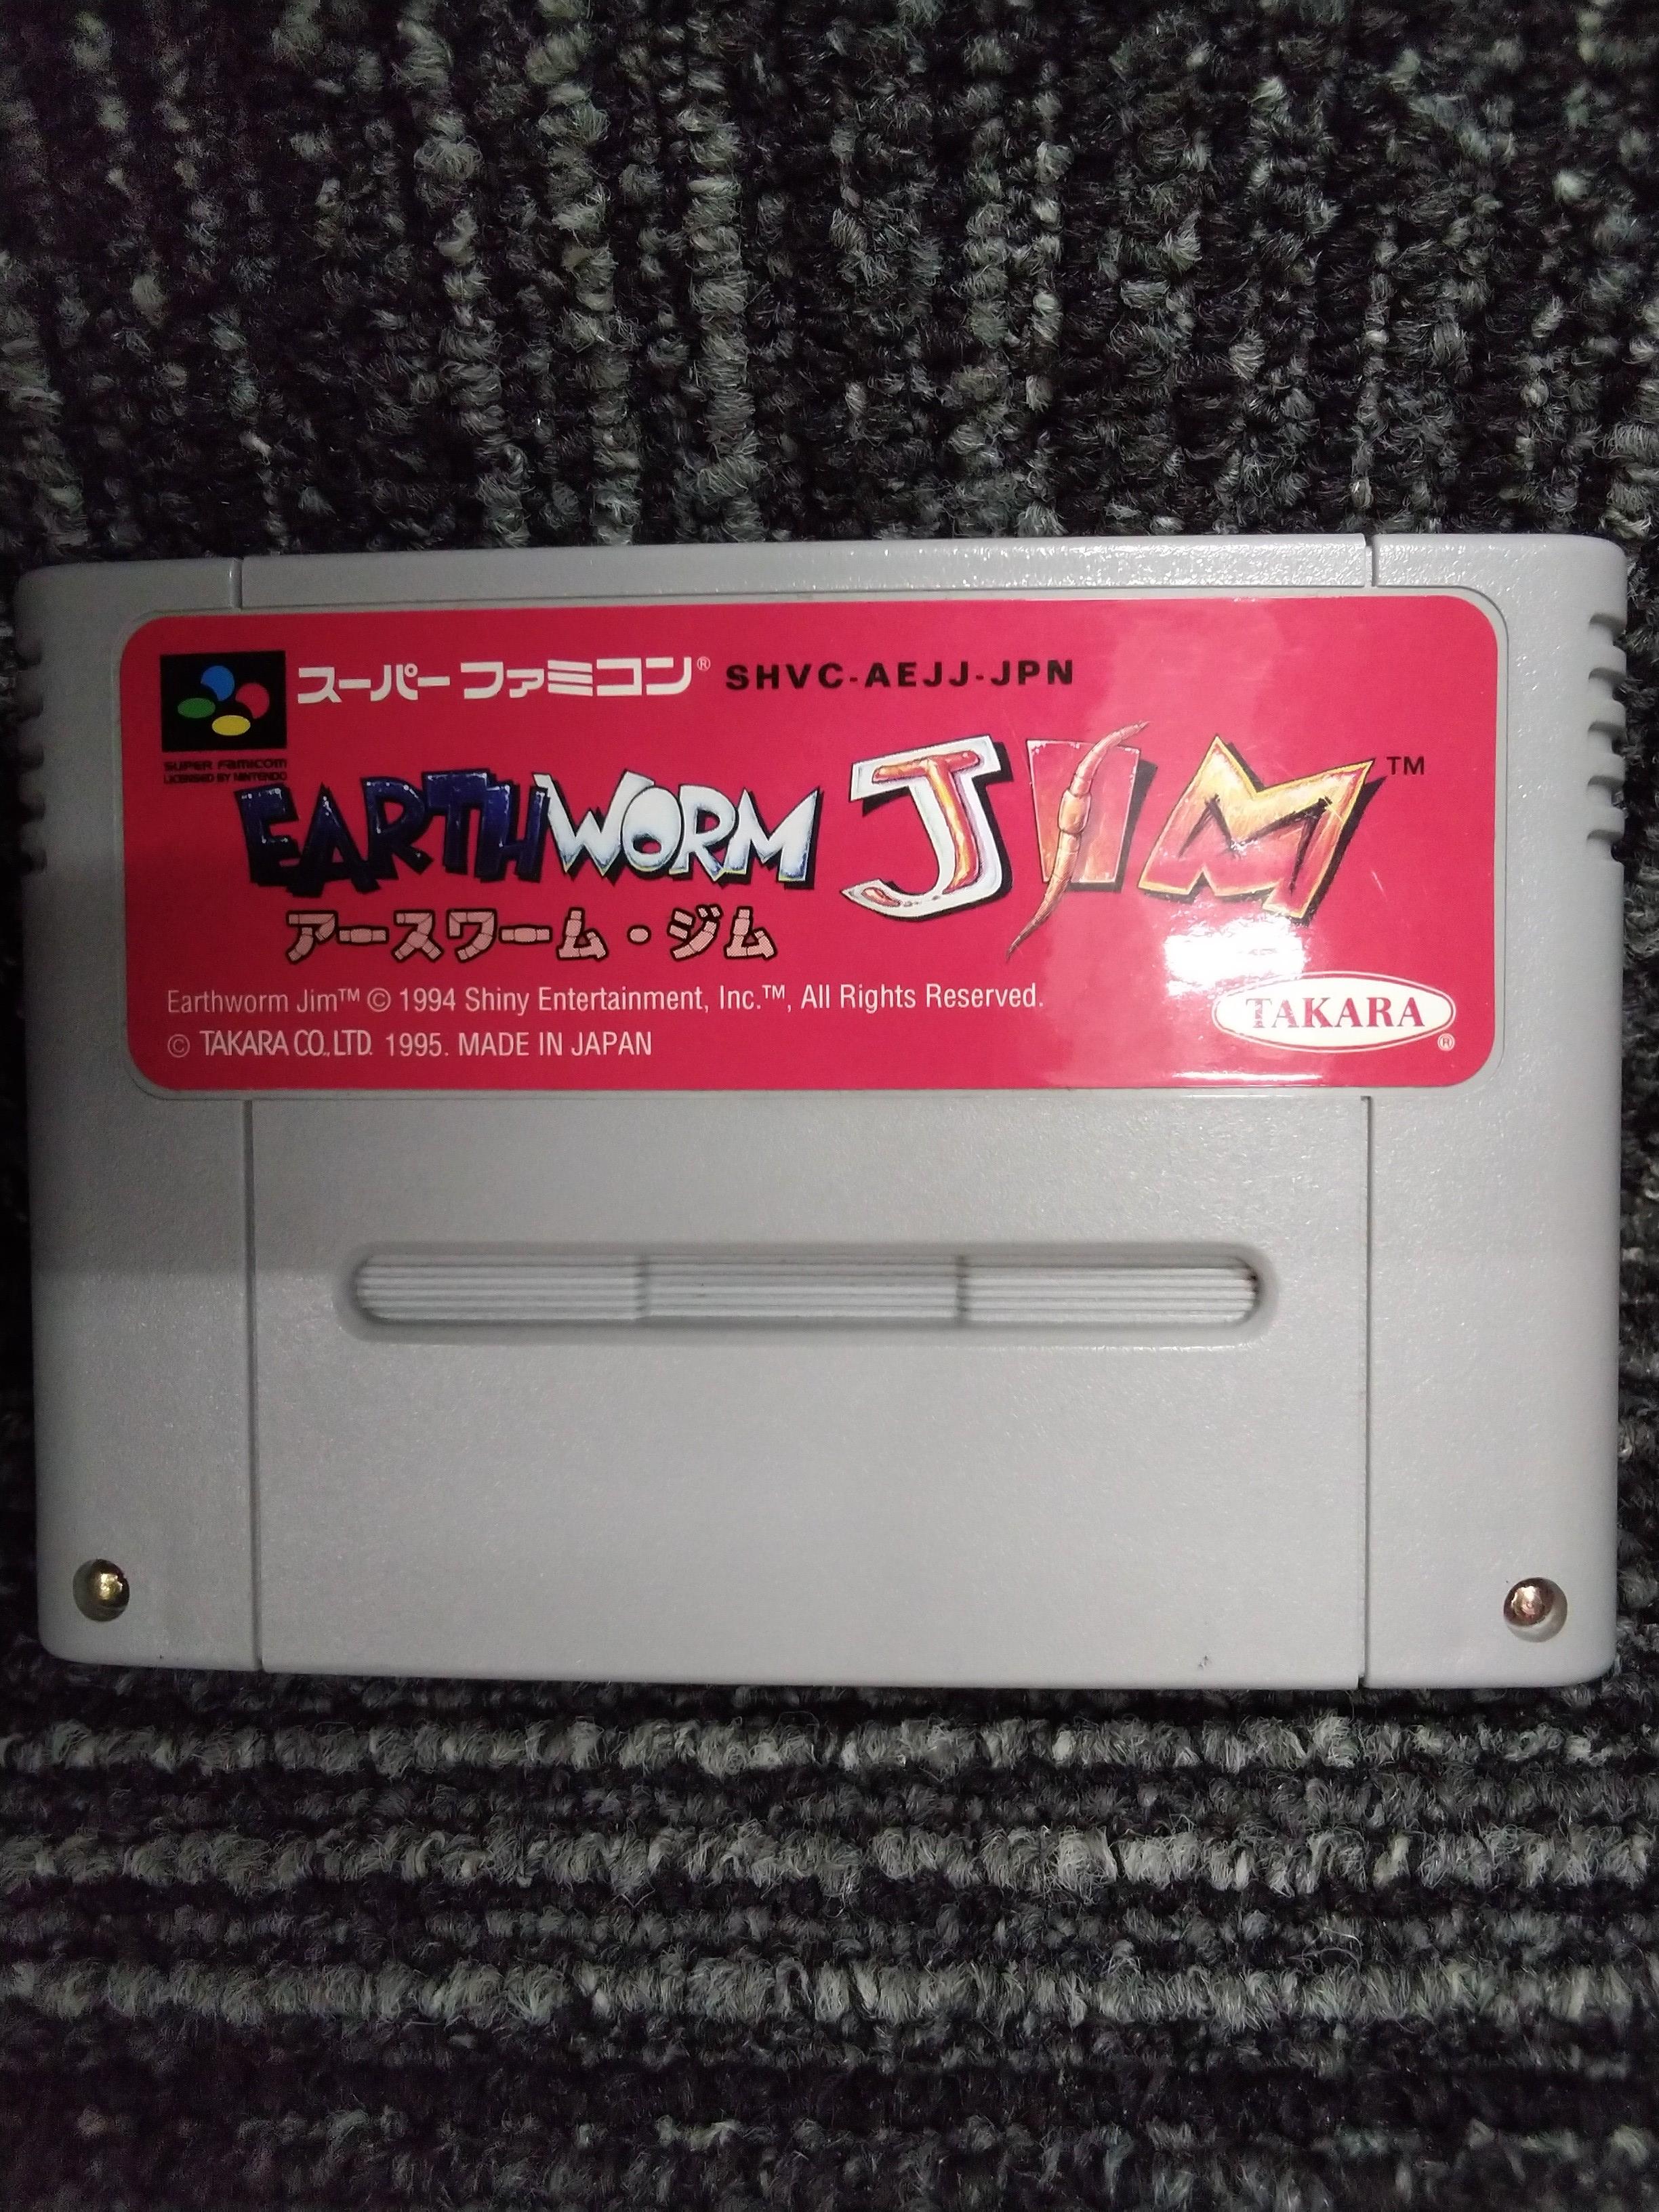 スーパーファミコン® SHVC-AEJJ-JPN
SUPER FAMICOM
LICENSED BY NINTENDO
EARTHWORM JIM™
アースワーム・ジム
Earthworm Jim™ © 1994 Shiny Entertainment, Inc.™, All Rights Reserved.
© TAKARA CO.,LTD. 1995. MADE IN JAPAN
TAKARA®